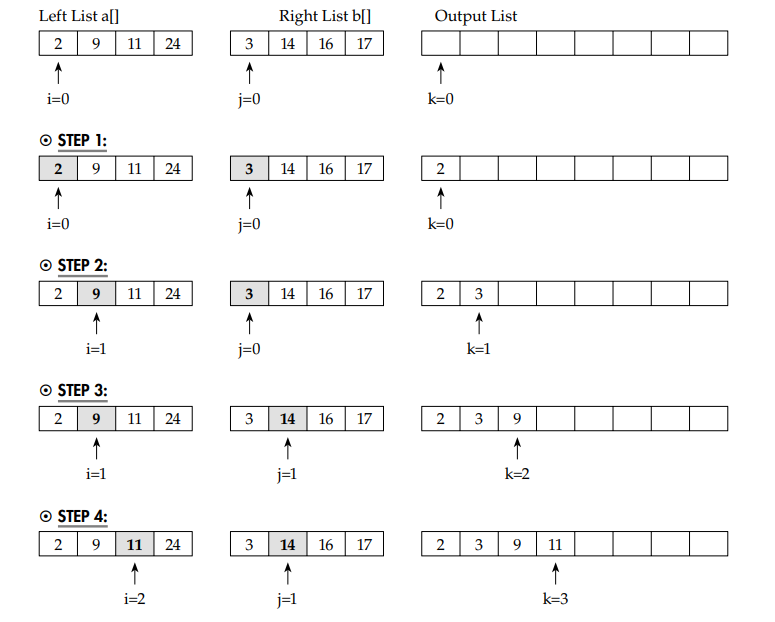 Left List a[] Right List b[] Output List
2 9 11 24 3 14 16 17
i=0 j=0 k=0
⊙ STEP 1:
2 9 11 24 3 14 16 17 2
i=0 j=0 k=0
⊙ STEP 2:
2 9 11 24 3 14 16 17 2 3
i=1 j=0 k=1
⊙ STEP 3:
2 9 11 24 3 14 16 17 2 3 9
i=1 j=1 k=2
⊙ STEP 4:
2 9 11 24 3 14 16 17 2 3 9 11
i=2 j=1 k=3